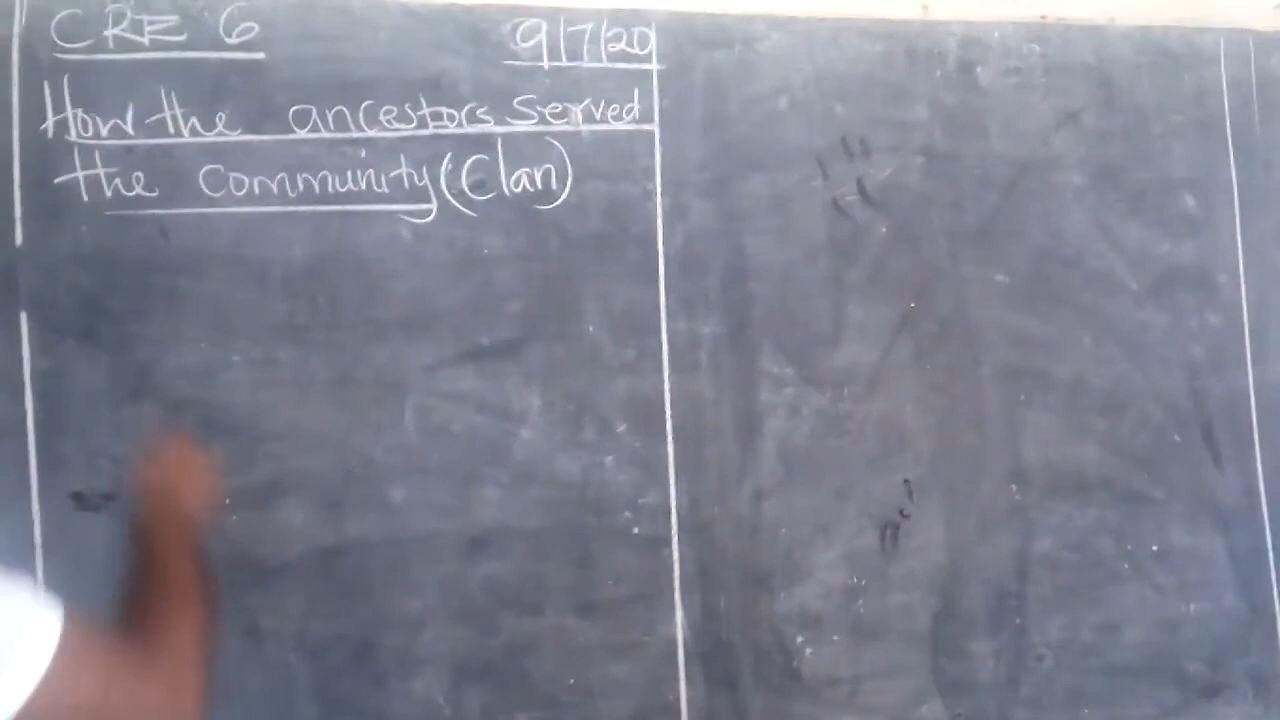 CRE 6
9/7/20
How the ancestors served
the community (Clan)